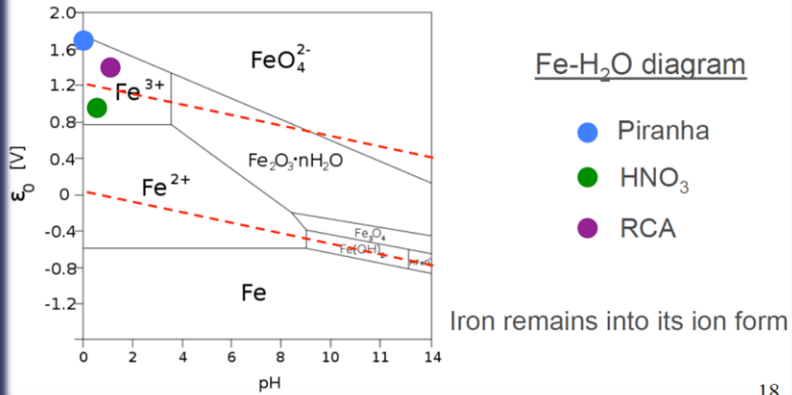 2.0
1.6
1.2
0.8
0.4
0
-0.4
-0.8
-1.2
ε₀ [V]
FeO₄²⁻
Fe³⁺
Fe₂O₃·nH₂O
Fe²⁺
Fe₃O₄
Fe(OH)₂
Fe
0 2 4 6 8 10 11 14
pH
Fe-H₂O diagram
Piranha
HNO₃
RCA
Iron remains into its ion form
18